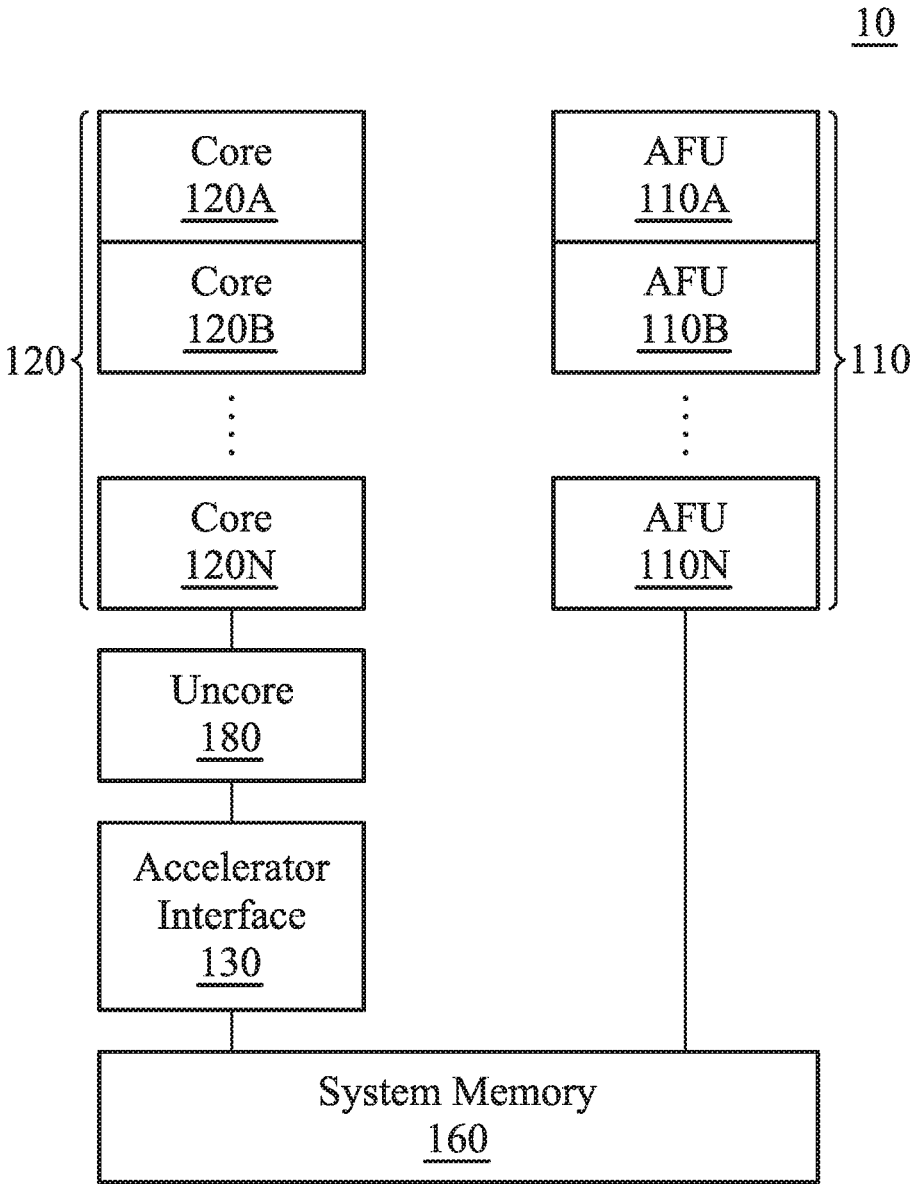 10
Core
120A
AFU
110A
Core
120B
AFU
110B
120
110
Core
120N
AFU
110N
Uncore
180
Accelerator
Interface
130
System Memory
160